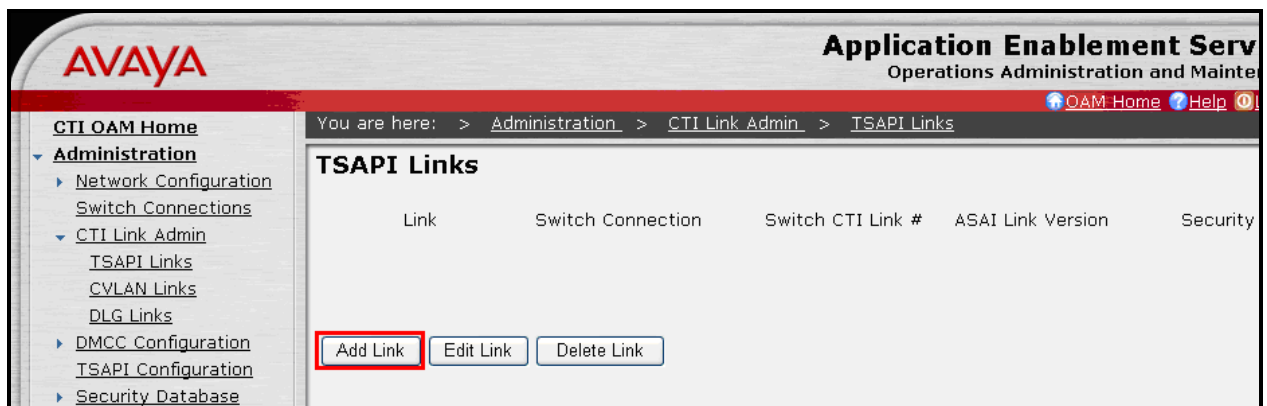 AVAYA
Application Enablement Serv
Operations Administration and Mainte
OAM Home Help
You are here: > Administration > CTI Link Admin > TSAPI Links
CTI OAM Home
Administration
Network Configuration
Switch Connections
CTI Link Admin
TSAPI Links
CVLAN Links
DLG Links
DMCC Configuration
TSAPI Configuration
Security Database
TSAPI Links
Link Switch Connection Switch CTI Link # ASAI Link Version Security
Add Link Edit Link Delete Link